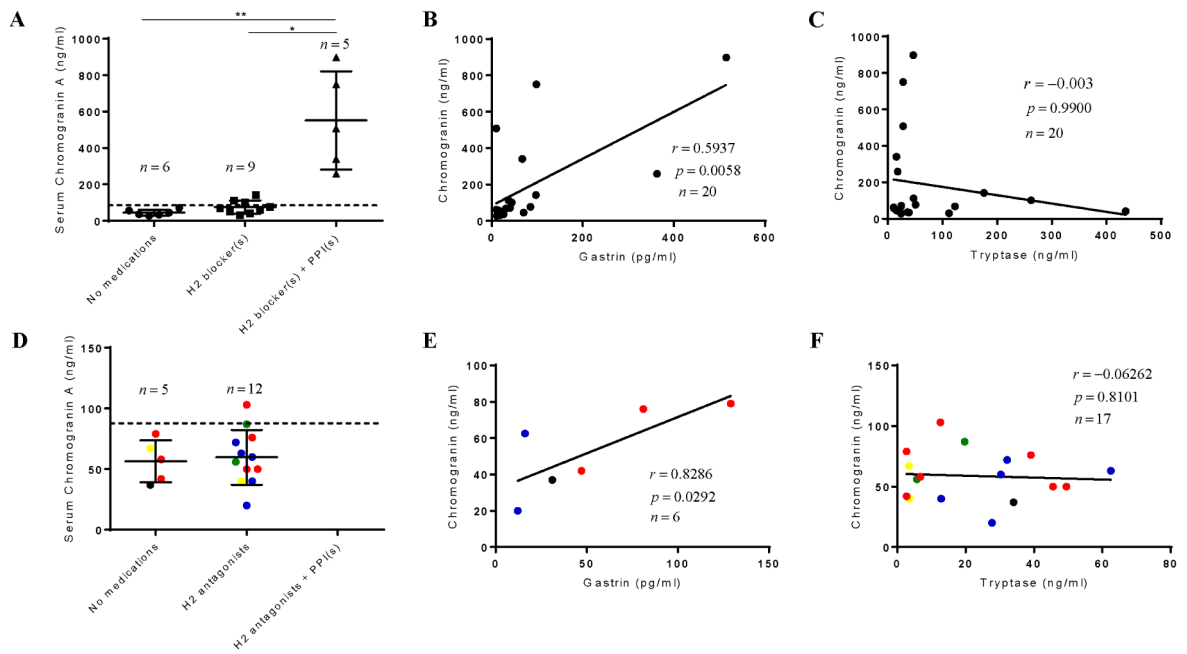 A
**
*
n = 5
n = 6
n = 9
Serum Chromogranin A (ng/ml)
1000
800
600
400
200
0
No medications
H2 blocker(s)
H2 blocker(s) + PPI(s)
B
Chromogranin (ng/ml)
1000
800
600
400
200
0
r = 0.5937
p = 0.0058
n = 20
0
200
400
600
Gastrin (pg/ml)
C
Chromogranin (ng/ml)
1000
800
600
400
200
0
r = −0.003
p = 0.9900
n = 20
0
100
200
300
400
500
Tryptase (ng/ml)
D
Serum Chromogranin A (ng/ml)
150
100
50
0
n = 5
n = 12
No medications
H2 antagonists
H2 antagonists + PPI(s)
E
Chromogranin (ng/ml)
100
80
60
40
20
0
r = 0.8286
p = 0.0292
n = 6
0
50
100
150
Gastrin (pg/ml)
F
Chromogranin (ng/ml)
150
100
50
0
r = −0.06262
p = 0.8101
n = 17
0
20
40
60
80
Tryptase (ng/ml)